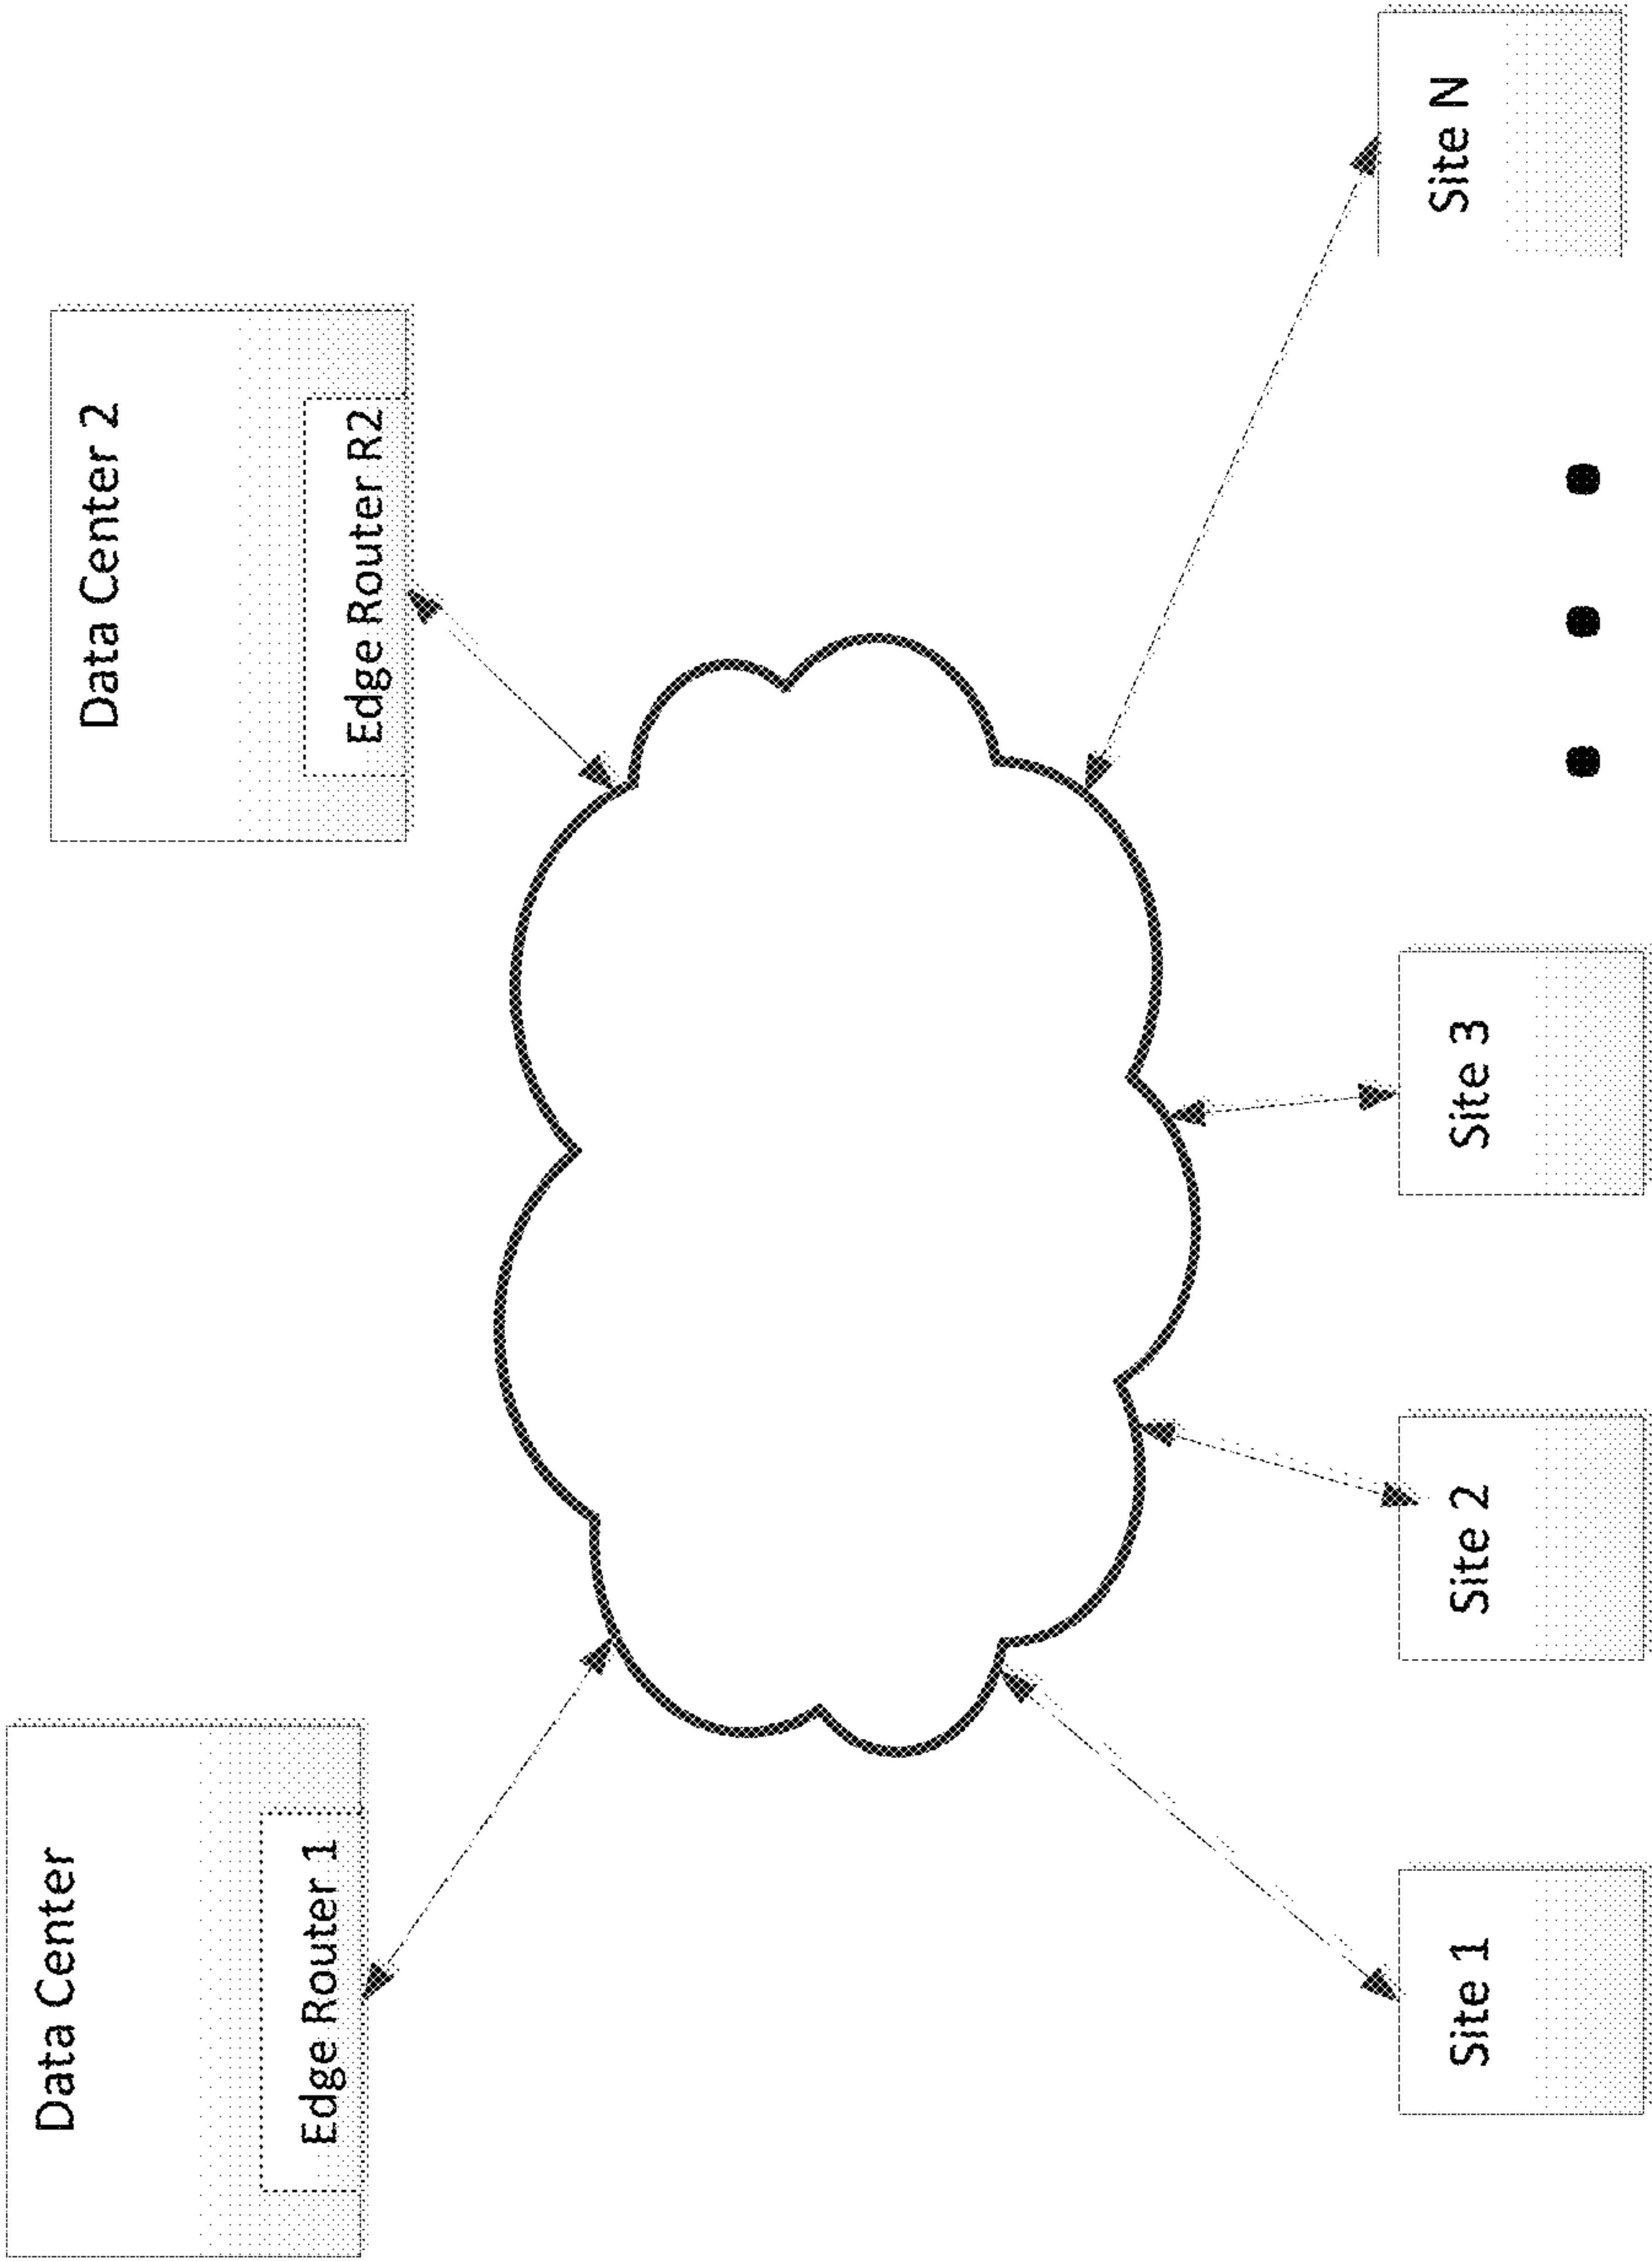 Data Center
Edge Router 1
Data Center 2
Edge Router R2
Site 1
Site 2
Site 3
Site N